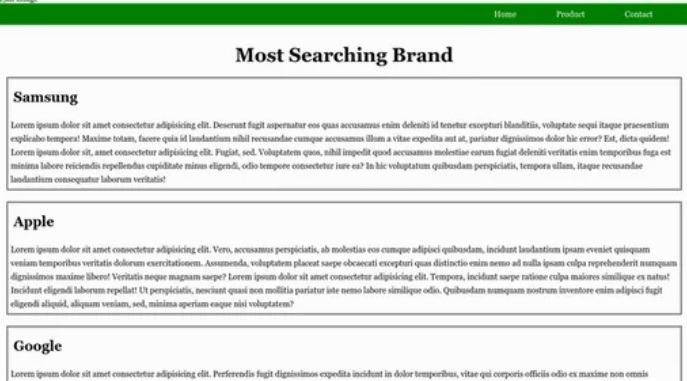 Home Product Contact
Most Searching Brand
Samsung
Lorem ipsum dolor sit amet consectetur adipisicing elit. Deserunt fugit aspernatur eos quas accusamus enim deleniti id tenetur excepturi blanditiis, voluptate sequi itaque praesentium
explicabo tempora! Maxime totam, facere quia id laudantium nihil recusandae cumque accusamus illum a vitae expedita aut at, pariatur dignissimos dolor hic error? Est, dicta quidem!
Lorem ipsum dolor sit amet, consectetur adipisicing elit. Fugiat, sed. Voluptatem quos, nihil impedit quod accusamus molestiae earum fugiat deleniti veritatis enim temporibus fuga est
minima labore reiciendis repellendus cupiditate minus eligendi, odio tempore consectetur iure ea? In hic voluptatum quibusdam perspiciatis, tempora ullam, itaque recusandae
laudantium consequatur laborum veritatis!
Apple
Lorem ipsum dolor sit amet consectetur adipisicing elit. Vero, accusamus perspiciatis, ab molestias eos cumque adipisci quibusdam, incidunt laudantium ipsam eveniet quisquam
veniam temporibus veritatis dolorum exercitationem. Assumenda, voluptatem placeat saepe obcaecati excepturi quas distinctio enim nemo ad nulla ipsam culpa reprehenderit numquam
dignissimos maxime libero! Veritatis neque magnam saepe? Lorem ipsum dolor sit amet consectetur adipisicing elit. Tempora, incidunt saepe ratione culpa maiores similique ex natus!
Incidunt eligendi laborum repellat! Ut perspiciatis, nesciunt quasi non mollitia pariatur iste nemo labore similique odio. Quibusdam numquam nostrum inventore enim adipisci fugit
eligendi aliquid, aliquam veniam, sed, minima aperiam eaque nisi voluptatem?
Google
Lorem ipsum dolor sit amet consectetur adipisicing elit. Perferendis fugit dignissimos expedita incidunt in dolor temporibus, vitae qui corporis officiis odio ex maxime non omnis